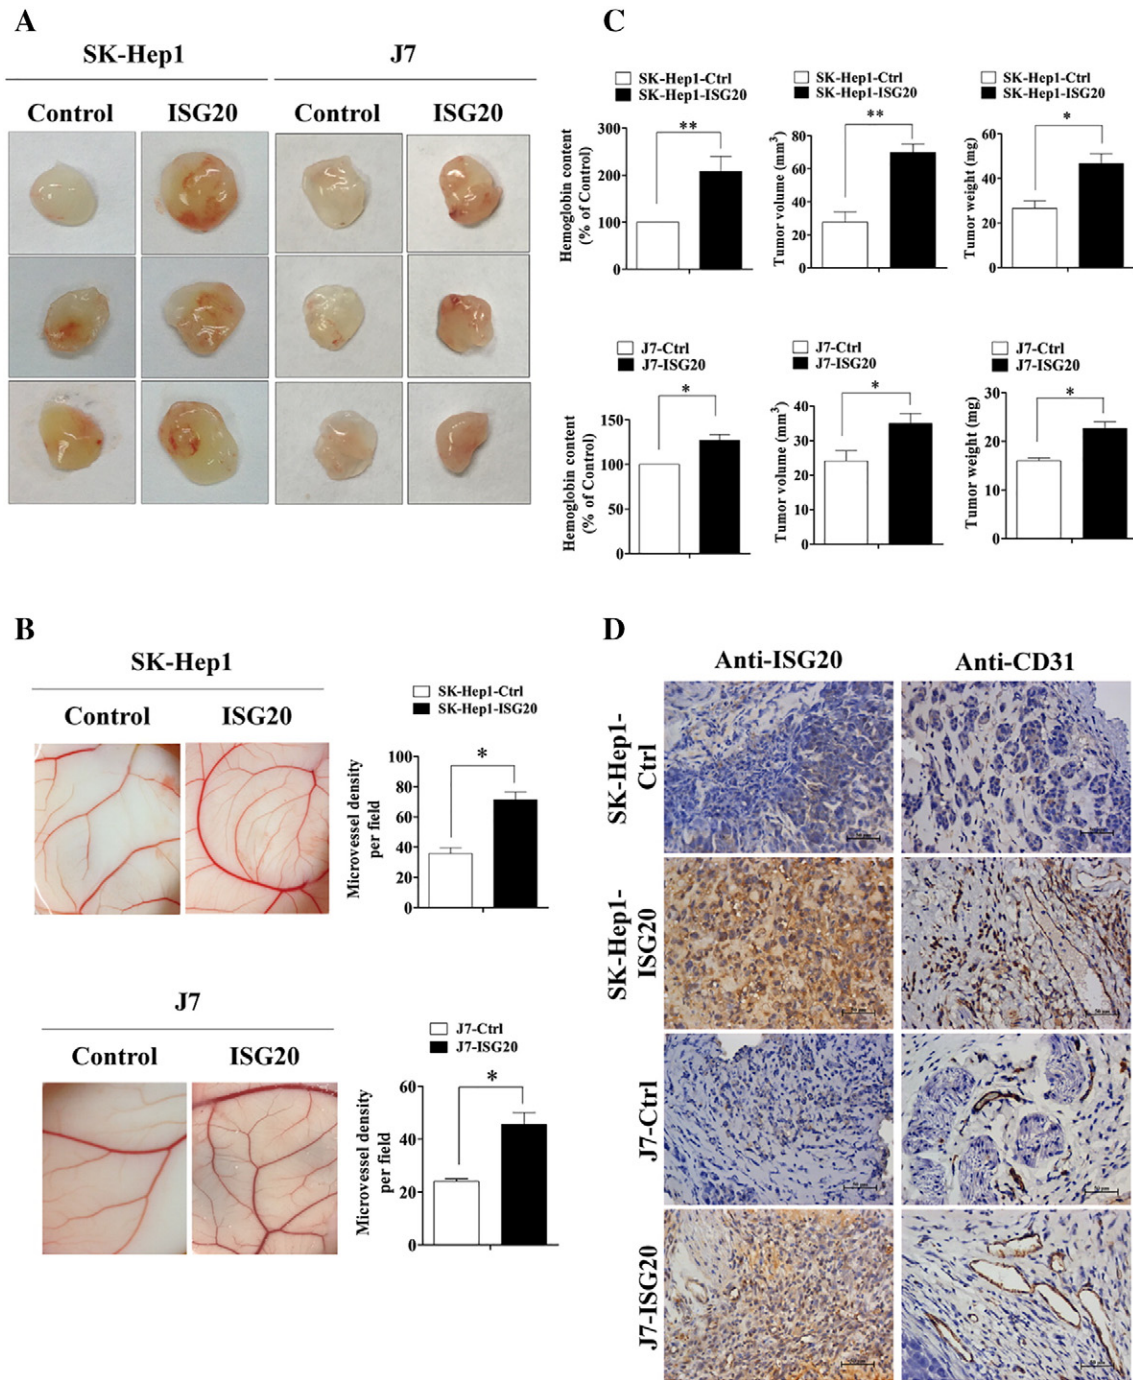 A
SK-Hep1
J7
Control
ISG20
Control
ISG20
C
SK-Hep1-Ctrl
SK-Hep1-ISG20
Hemoglobin content
(% of Control)
300
200
100
0
**
SK-Hep1-Ctrl
SK-Hep1-ISG20
Tumor volume (mm³)
80
60
40
20
0
**
SK-Hep1-Ctrl
SK-Hep1-ISG20
Tumor weight (mg)
60
40
20
0
*
J7-Ctrl
J7-ISG20
Hemoglobin content
(% of Control)
150
100
50
0
*
J7-Ctrl
J7-ISG20
Tumor volume (mm³)
40
30
20
10
0
*
J7-Ctrl
J7-ISG20
Tumor weight (mg)
30
20
10
0
*
B
SK-Hep1
Control
ISG20
SK-Hep1-Ctrl
SK-Hep1-ISG20
Microvessel density
per field
100
80
60
40
20
0
*
J7
Control
ISG20
J7-Ctrl
J7-ISG20
Microvessel density
per field
60
40
20
0
*
D
Anti-ISG20
Anti-CD31
SK-Hep1-
Ctrl
SK-Hep1-
ISG20
J7-Ctrl
J7-ISG20